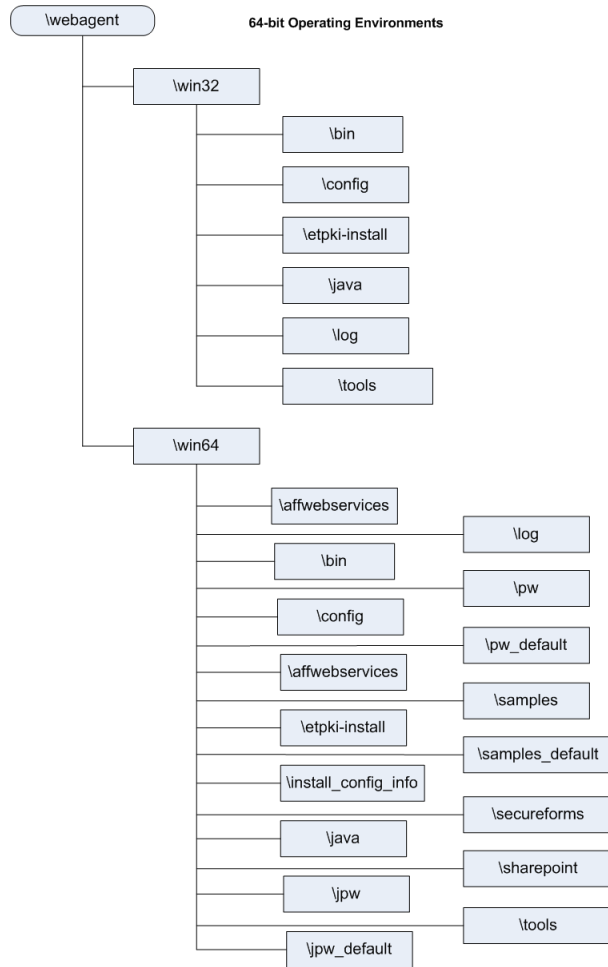 \webagent
64-bit Operating Environments
\win32
\bin
\config
\etpki-install
\java
\log
\tools
\win64
\affwebservices
\log
\bin
\pw
\config
\pw_default
\affwebservices
\samples
\etpki-install
\samples_default
\install_config_info
\secureforms
\java
\sharepoint
\jpw
\tools
\jpw_default